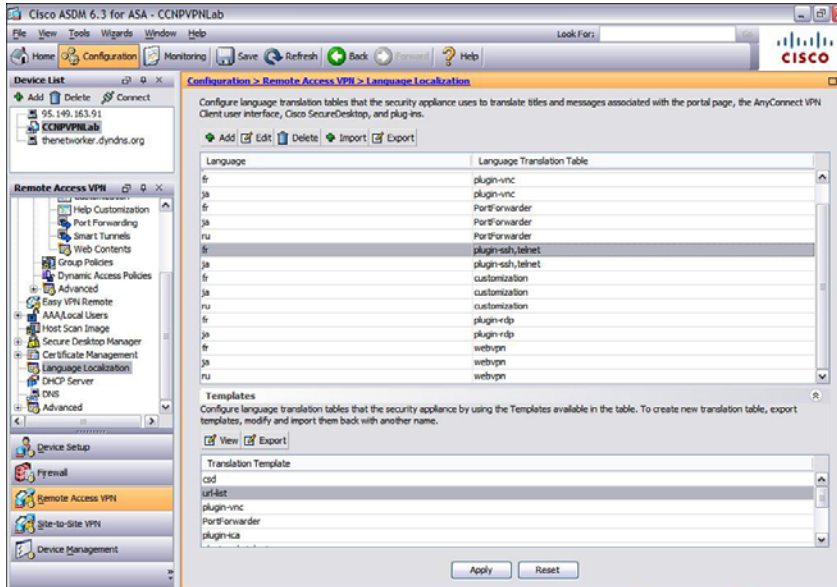 Cisco ASDM 6.3 for ASA - CCNPVPNLab
File View Tools Wizards Window Help
Look For:
Go
Home Configuration Monitoring Save Refresh Back Forward Help
CISCO
Device List
Add Delete Connect
95.149.163.91
CCNPVPNLab
thenetworker.dyndns.org
Remote Access VPN
Customization
Help Customization
Port Forwarding
Smart Tunnels
Web Contents
Group Policies
Dynamic Access Policies
Advanced
Easy VPN Remote
AAA/Local Users
Host Scan Image
Secure Desktop Manager
Certificate Management
Language Localization
DHCP Server
DNS
Advanced
Device Setup
Firewall
Remote Access VPN
Site-to-Site VPN
Device Management
Configuration > Remote Access VPN > Language Localization
Configure language translation tables that the security appliance uses to translate titles and messages associated with the portal page, the AnyConnect VPN
Client user interface, Cisco SecureDesktop, and plug-ins.
Add Edit Delete Import Export
Language Language Translation Table
fr plugin-vnc
ja plugin-vnc
fr PortForwarder
ja PortForwarder
ru PortForwarder
fr plugin-ssh,telnet
ja plugin-ssh,telnet
fr customization
ja customization
ru customization
fr plugin-rdp
ja plugin-rdp
fr webvpn
ja webvpn
ru webvpn
Templates
Configure language translation tables that the security appliance by using the Templates available in the table. To create new translation table, export
templates, modify and import them back with another name.
View Export
Translation Template
csd
url-list
plugin-vnc
PortForwarder
plugin-ica
Apply Reset